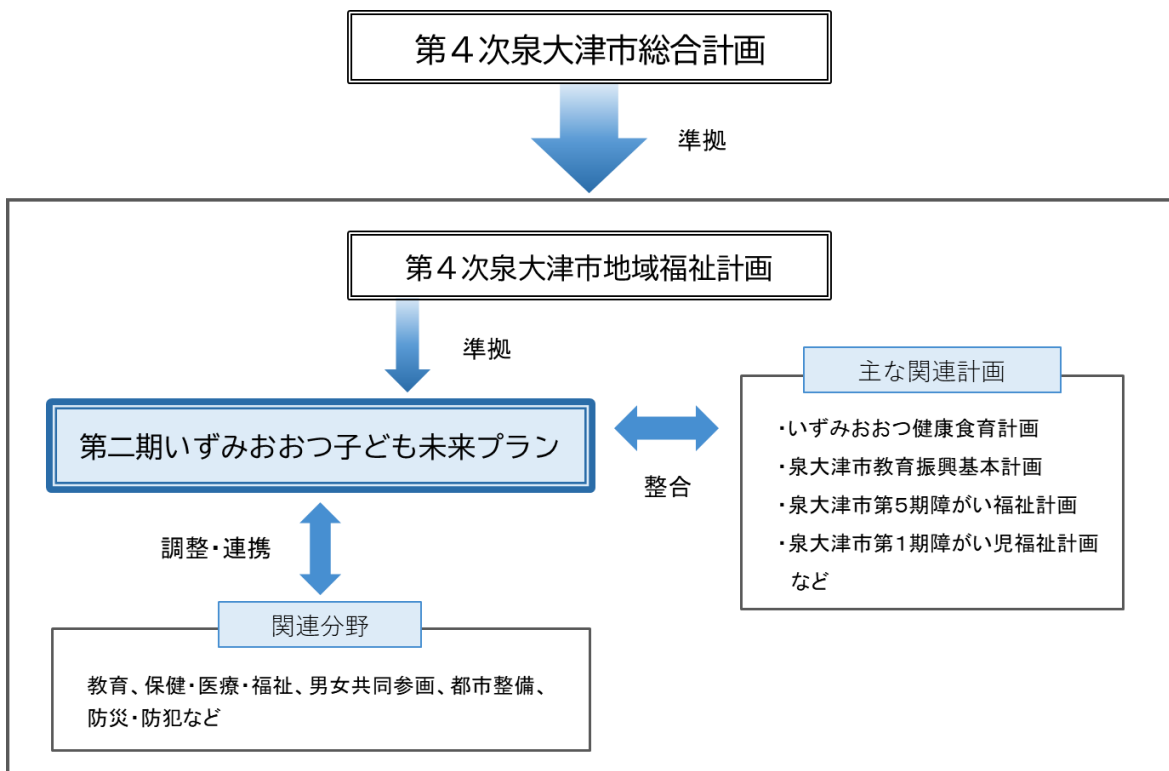 第４次泉大津市総合計画
準拠
第４次泉大津市地域福祉計画
準拠
第二期いずみおおつ子ども未来プラン
整合
主な関連計画
・いずみおおつ健康食育計画
・泉大津市教育振興基本計画
・泉大津市第５期障がい福祉計画
・泉大津市第１期障がい児福祉計画
など
調整・連携
関連分野
教育、保健・医療・福祉、男女共同参画、都市整備、
防災・防犯など